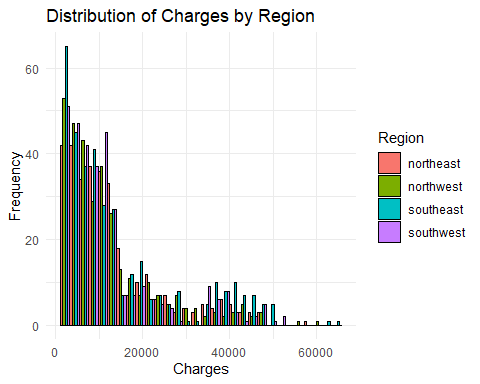 Distribution of Charges by Region
Frequency
60
40
20
0
0 20000 40000 60000
Charges
Region
northeast
northwest
southeast
southwest